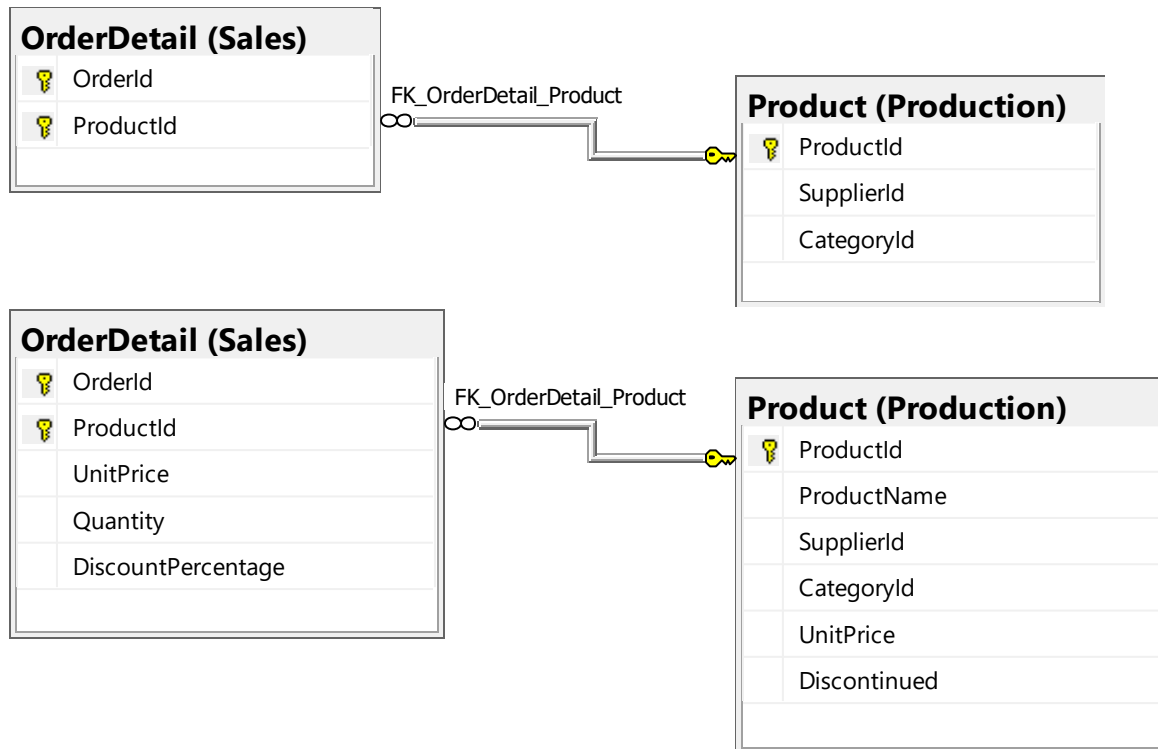 OrderDetail (Sales)
OrderId
ProductId
FK_OrderDetail_Product
Product (Production)
ProductId
SupplierId
CategoryId
OrderDetail (Sales)
OrderId
ProductId
UnitPrice
Quantity
DiscountPercentage
FK_OrderDetail_Product
Product (Production)
ProductId
ProductName
SupplierId
CategoryId
UnitPrice
Discontinued